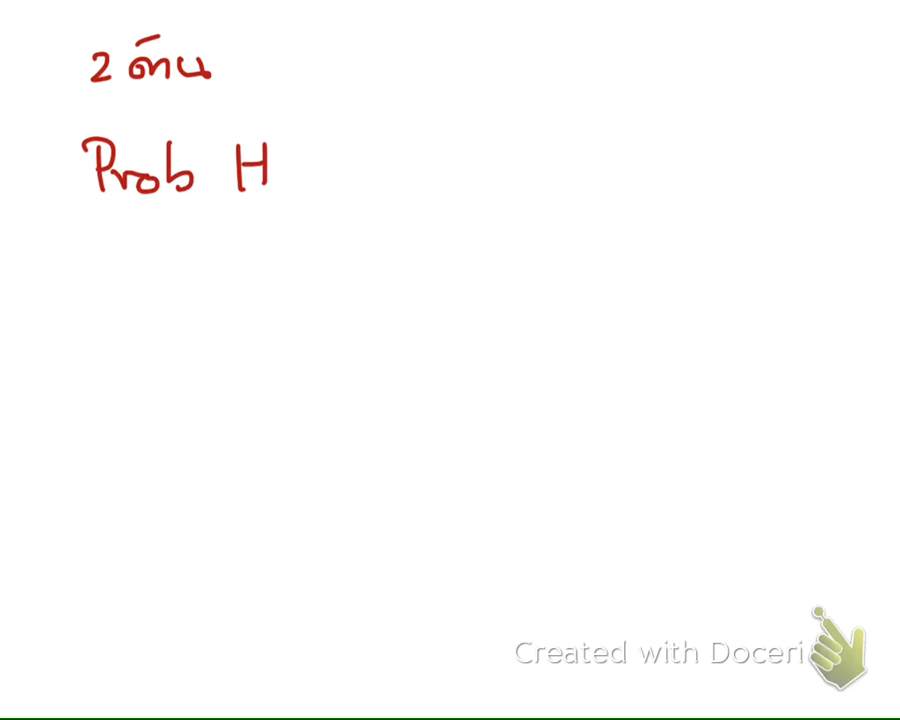 2 ด้าน
Prob H
Created with Doceri